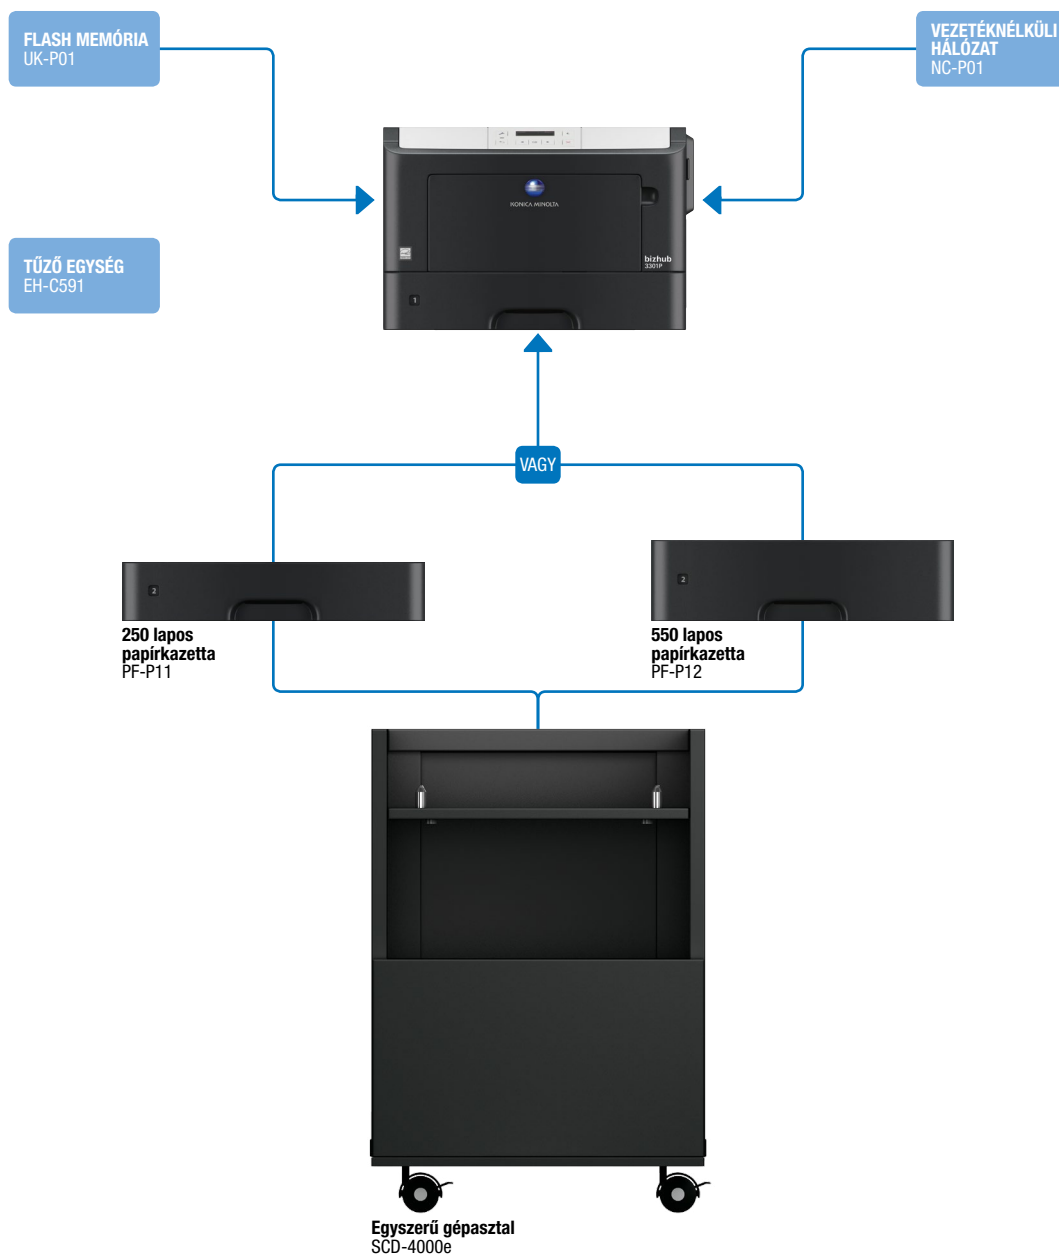 FLASH MEMÓRIA
UK-P01
VEZETÉKNÉLKÜLI
HÁLÓZAT
NC-P01
KONICA MINOLTA
bizhub
3301P
1
TŰZŐ EGYSÉG
EH-C591
VAGY
2
250 lapos
papírkazetta
PF-P11
2
550 lapos
papírkazetta
PF-P12
Egyszerű gépasztal
SCD-4000e